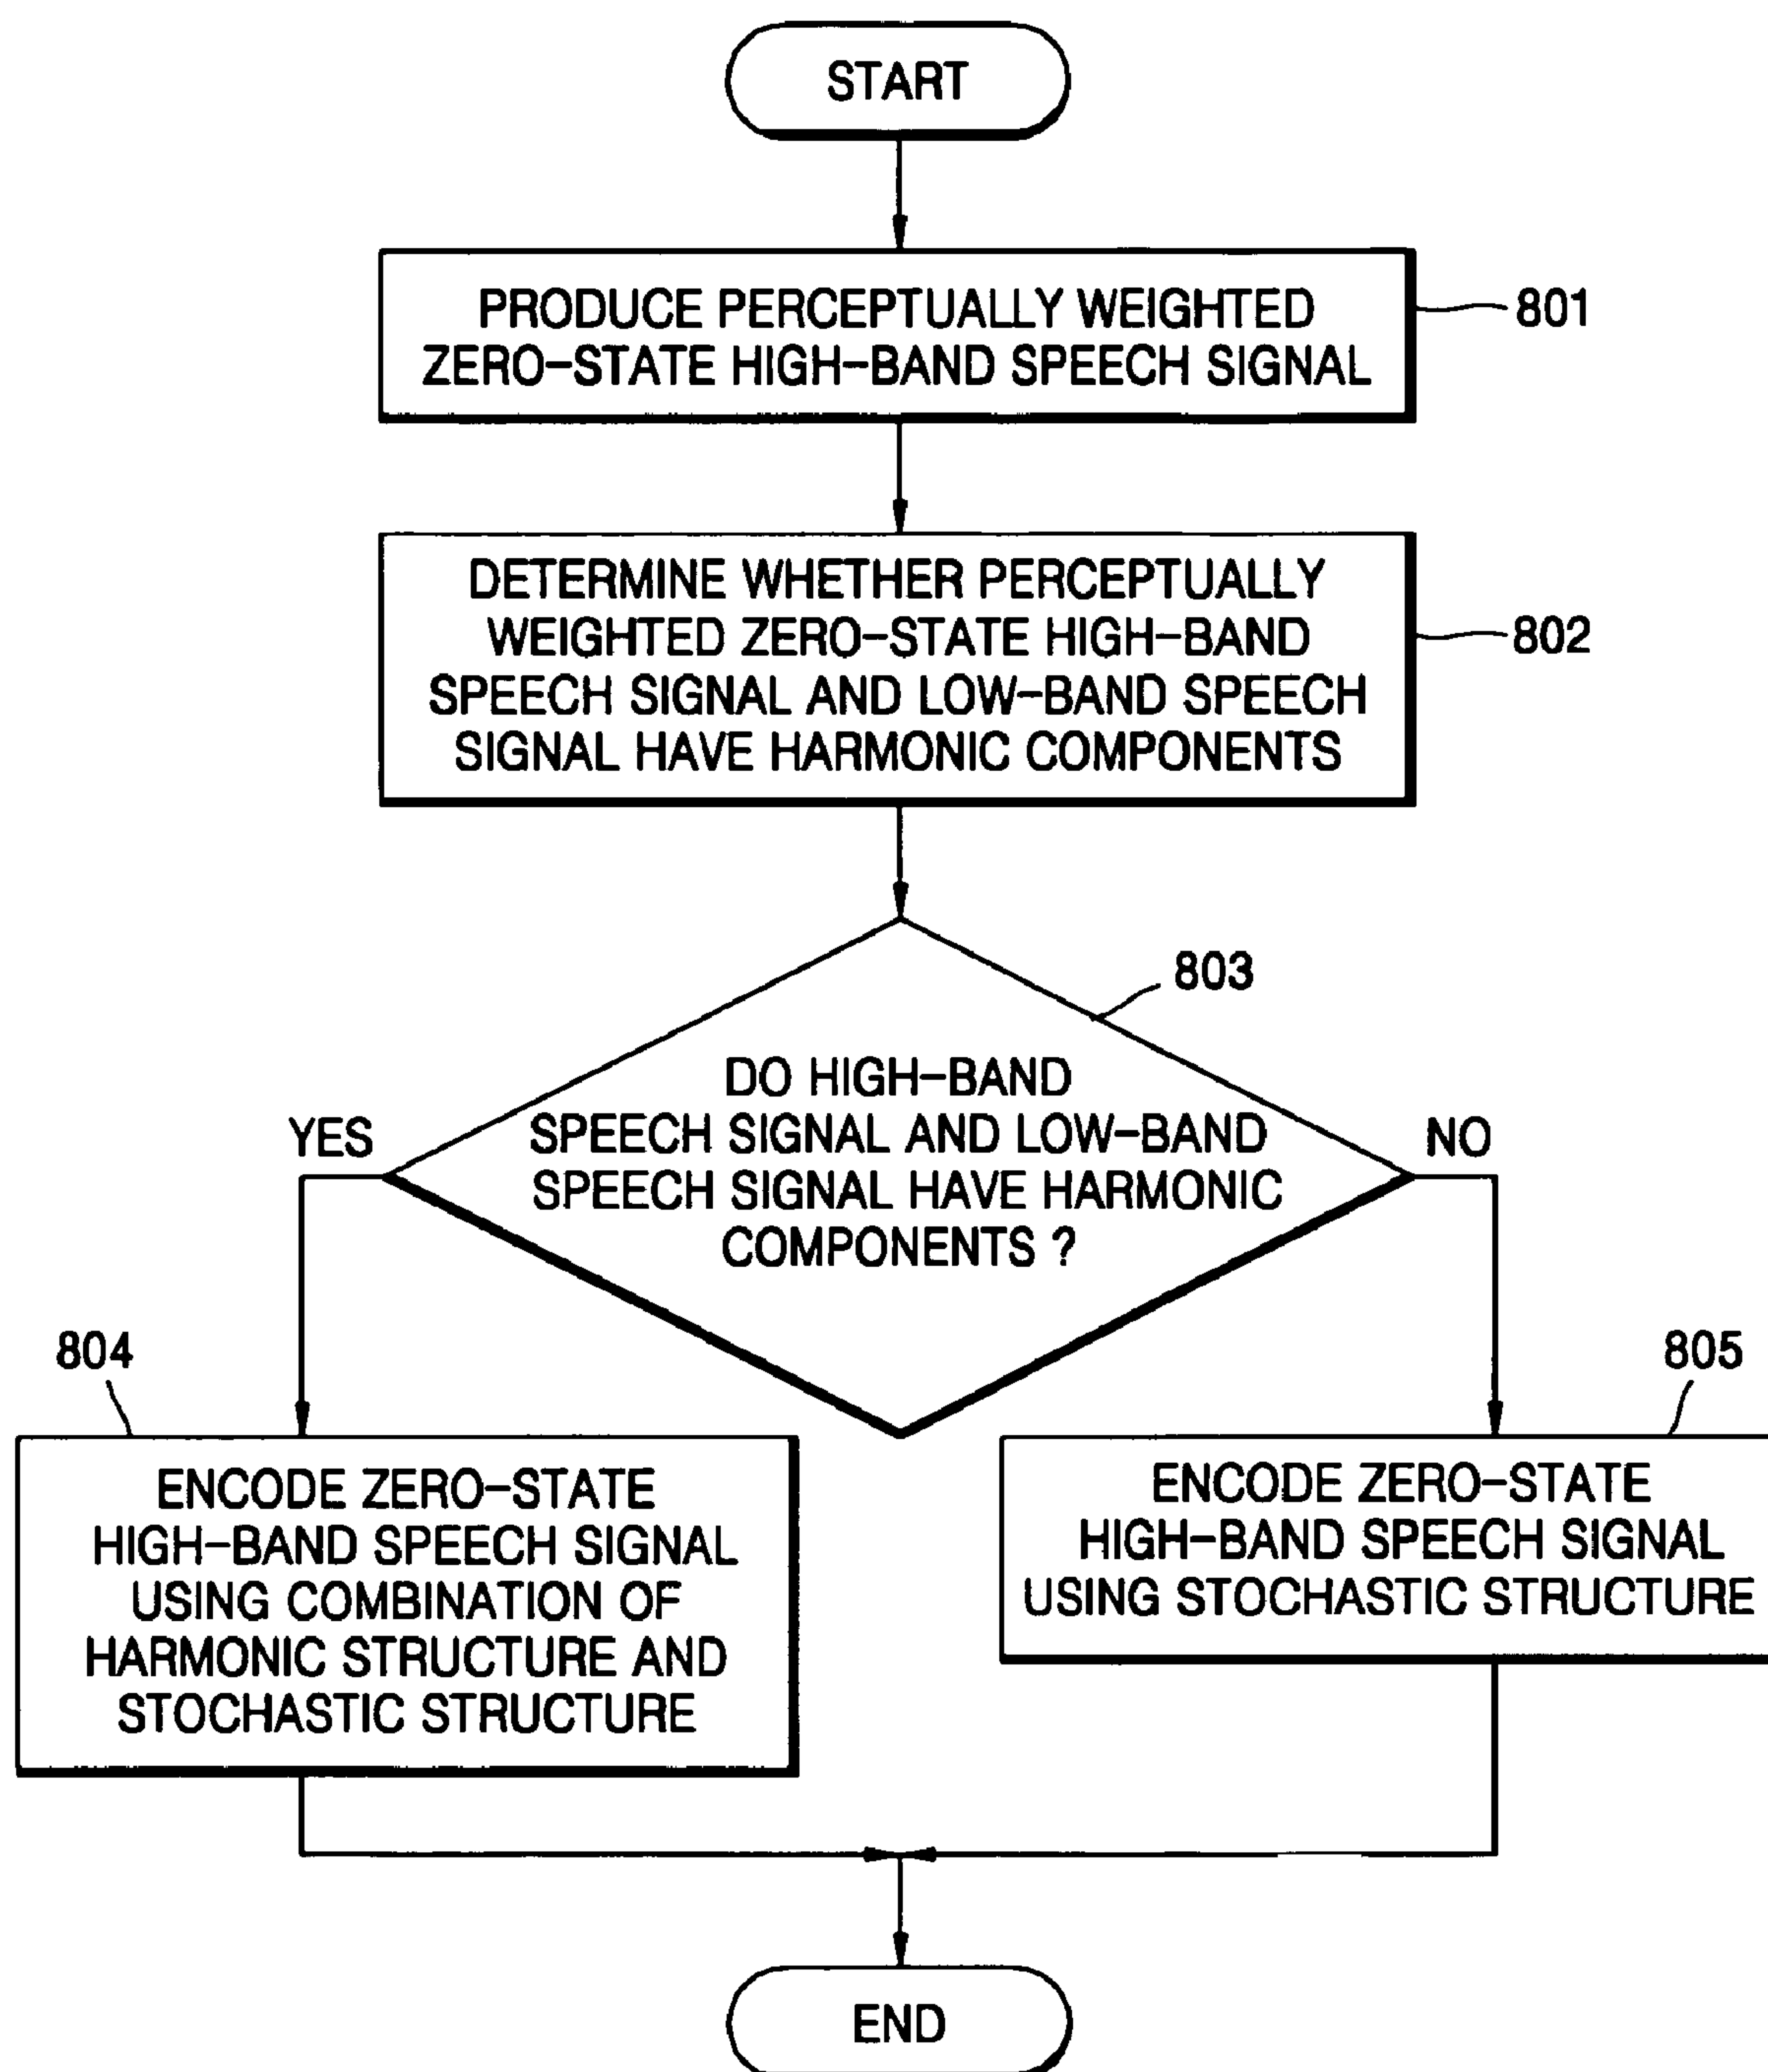 START
PRODUCE PERCEPTUALLY WEIGHTED
ZERO-STATE HIGH-BAND SPEECH SIGNAL
801
DETERMINE WHETHER PERCEPTUALLY
WEIGHTED ZERO-STATE HIGH-BAND
SPEECH SIGNAL AND LOW-BAND SPEECH
SIGNAL HAVE HARMONIC COMPONENTS
802
803
DO HIGH-BAND
SPEECH SIGNAL AND LOW-BAND
SPEECH SIGNAL HAVE HARMONIC
COMPONENTS ?
YES
NO
804
ENCODE ZERO-STATE
HIGH-BAND SPEECH SIGNAL
USING COMBINATION OF
HARMONIC STRUCTURE AND
STOCHASTIC STRUCTURE
805
ENCODE ZERO-STATE
HIGH-BAND SPEECH SIGNAL
USING STOCHASTIC STRUCTURE
END